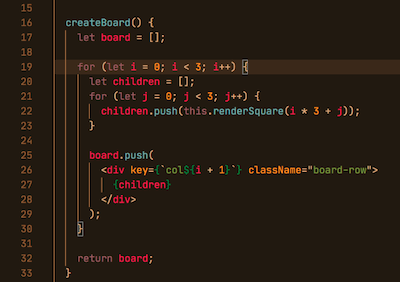 15
16 createBoard() {
17 let board = [];
18
19 for (let i = 0; i < 3; i++) {
20 let children = [];
21 for (let j = 0; j < 3; j++) {
22 children.push(this.renderSquare(i * 3 + j));
23 }
24
25 board.push(
26 <div key={`col${i + 1}`} className="board-row">
27 {children}
28 </div>
29 );
30 }
31
32 return board;
33 }